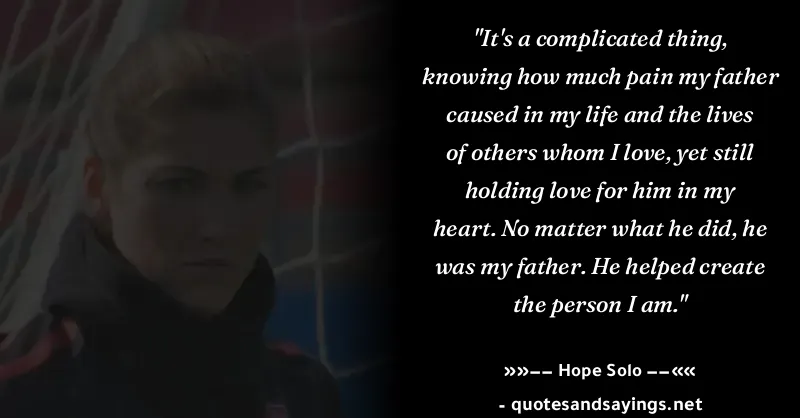 "It's a complicated thing,
knowing how much pain my father
caused in my life and the lives
of others whom I love, yet still
holding love for him in my
heart. No matter what he did, he
was my father. He helped create
the person I am."
»»−− Hope Solo −−««
- quotesandsayings.net